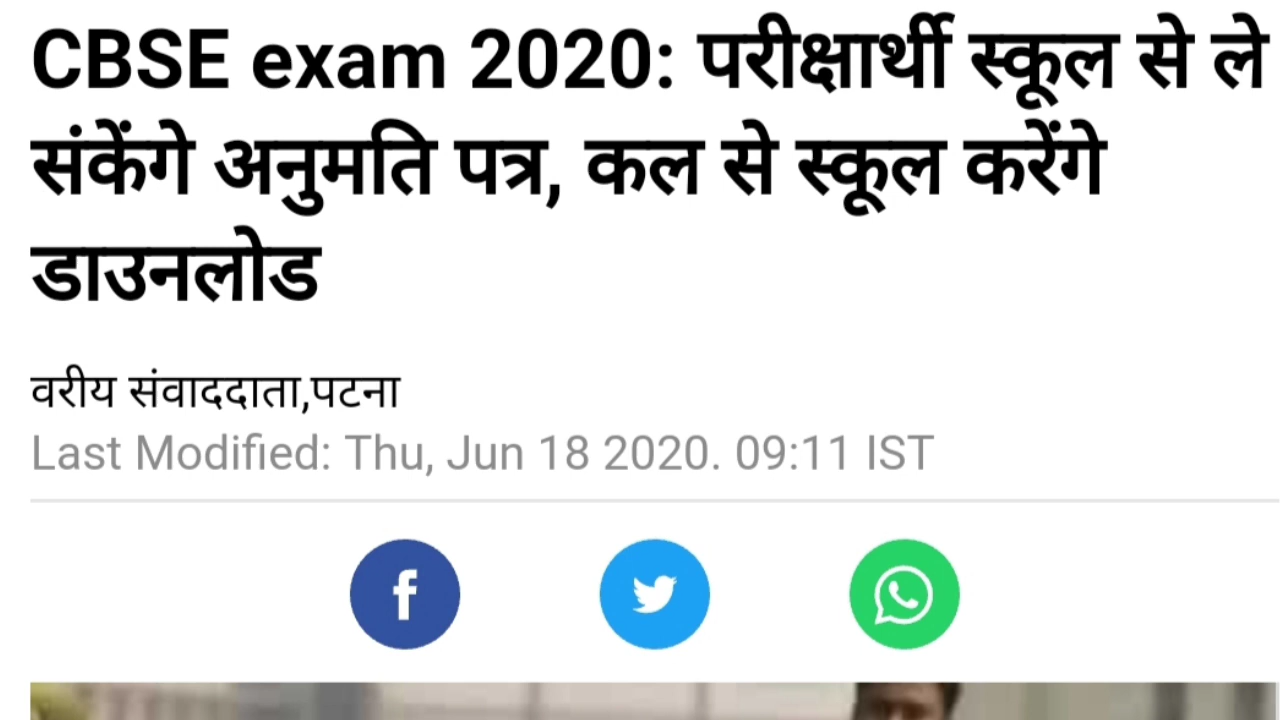 CBSE exam 2020: परीक्षार्थी स्कूल से ले
संकेंगे अनुमति पत्र, कल से स्कूल करेंगे
डाउनलोड
वरीय संवाददाता,पटना
Last Modified: Thu, Jun 18 2020. 09:11 IST